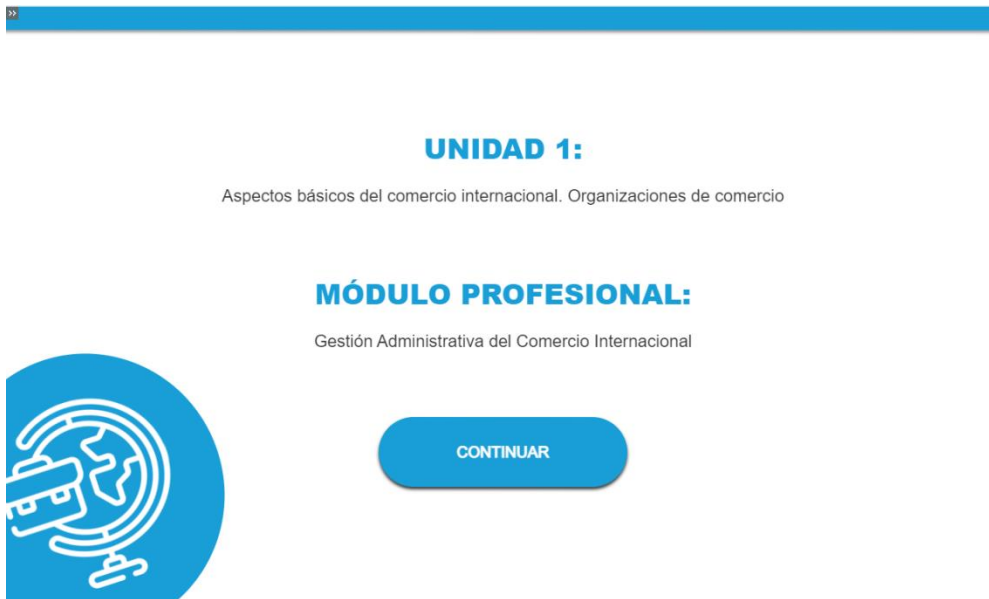 »
UNIDAD 1:
Aspectos básicos del comercio internacional. Organizaciones de comercio
MÓDULO PROFESIONAL:
Gestión Administrativa del Comercio Internacional
CONTINUAR